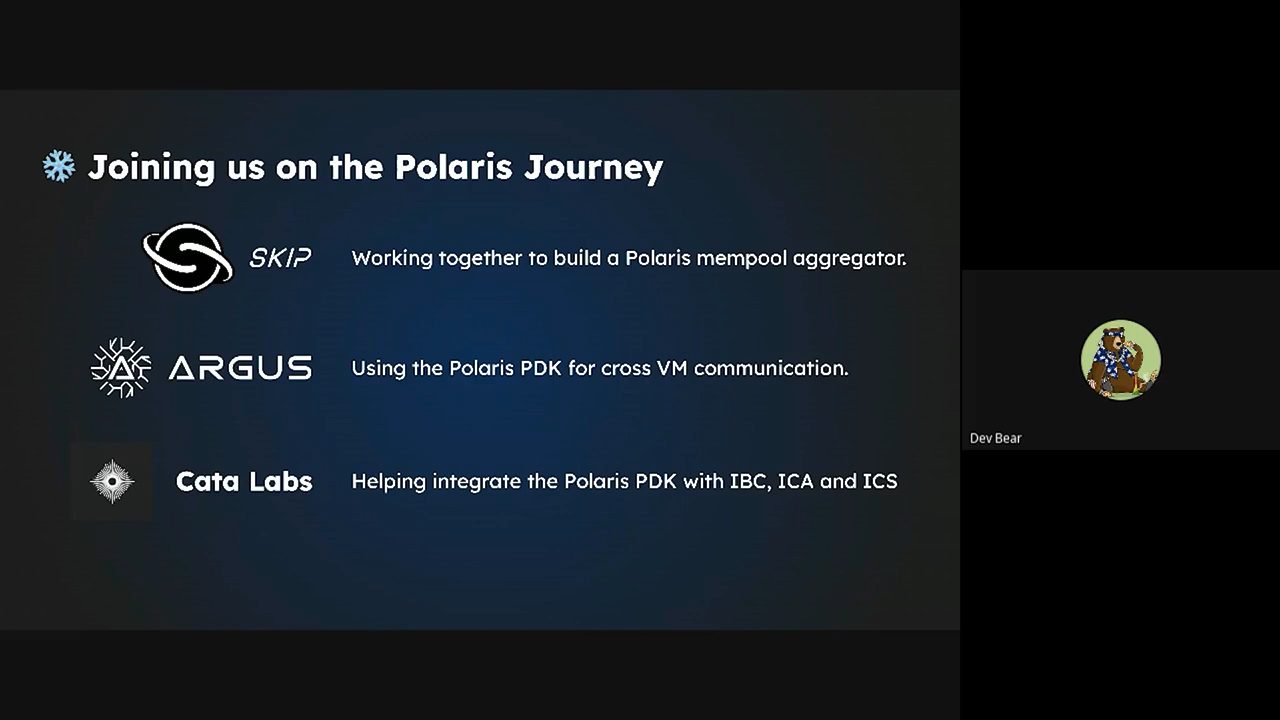 Joining us on the Polaris Journey
SKIP
Working together to build a Polaris mempool aggregator.
ARGUS
Using the Polaris PDK for cross VM communication.
Cata Labs
Helping integrate the Polaris PDK with IBC, ICA and ICS
Dev Bear